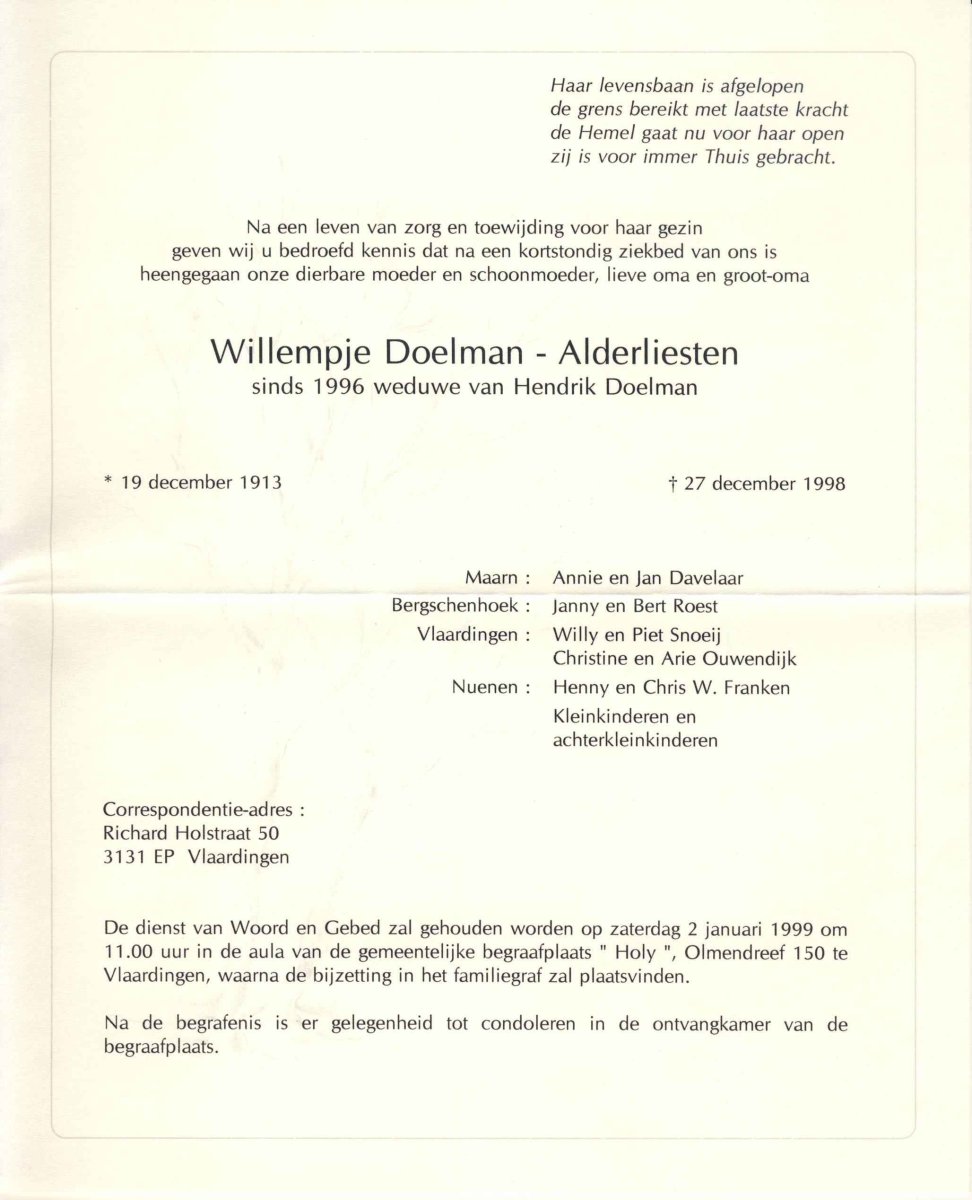 Haar levensbaan is afgelopen
de grens bereikt met laatste kracht
de Hemel gaat nu voor haar open
zij is voor immer Thuis gebracht.
Na een leven van zorg en toewijding voor haar gezin
geven wij u bedroefd kennis dat na een kortstondig ziekbed van ons is
heengegaan onze dierbare moeder en schoonmoeder, lieve oma en groot-oma
Willempje Doelman - Alderliesten
sinds 1996 weduwe van Hendrik Doelman
* 19 december 1913 † 27 december 1998
Maarn : Annie en Jan Davelaar
Bergschenhoek : Janny en Bert Roest
Vlaardingen : Willy en Piet Snoeij
Christine en Arie Ouwendijk
Nuenen : Henny en Chris W. Franken
Kleinkinderen en
achterkleinkinderen
Correspondentie-adres :
Richard Holstraat 50
3131 EP Vlaardingen
De dienst van Woord en Gebed zal gehouden worden op zaterdag 2 januari 1999 om
11.00 uur in de aula van de gemeentelijke begraafplaats " Holy ", Olmendreef 150 te
Vlaardingen, waarna de bijzetting in het familiegraf zal plaatsvinden.
Na de begrafenis is er gelegenheid tot condoleren in de ontvangkamer van de
begraafplaats.